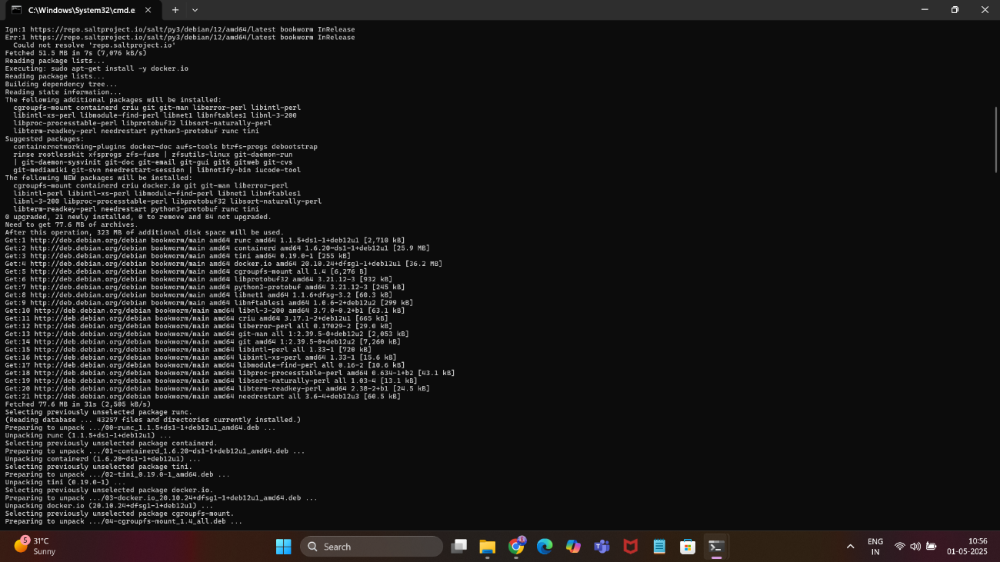 C:\Windows\System32\cmd.e
Ign:1 https://repo.saltproject.io/salt/py3/debian/12/amd64/latest bookworm InRelease
Err:1 https://repo.saltproject.io/salt/py3/debian/12/amd64/latest bookworm InRelease
Could not resolve 'repo.saltproject.io'
Fetched 51.5 MB in 7s (7,076 kB/s)
Reading package lists...
Executing: sudo apt-get install -y docker.io
Reading package lists...
Building dependency tree...
Reading state information...
The following additional packages will be installed:
cgroupfs-mount containerd criu git git-man liberror-perl libintl-perl
libintl-xs-perl libmodule-find-perl libnet1 libnftables1 libnl-3-200
libproc-processtable-perl libprotobuf32 libsort-naturally-perl
libterm-readkey-perl needrestart python3-protobuf runc tini
Suggested packages:
containernetworking-plugins docker-doc aufs-tools btrfs-progs debootstrap
rinse rootlesskit xfsprogs zfs-fuse | zfsutils-linux git-daemon-run
| git-daemon-sysvinit git-doc git-email git-gui gitk gitweb git-cvs
git-mediawiki git-svn needrestart-session | libnotify-bin iucode-tool
The following NEW packages will be installed:
cgroupfs-mount containerd criu docker.io git git-man liberror-perl
libintl-perl libintl-xs-perl libmodule-find-perl libnet1 libnftables1
libnl-3-200 libproc-processtable-perl libprotobuf32 libsort-naturally-perl
libterm-readkey-perl needrestart python3-protobuf runc tini
0 upgraded, 21 newly installed, 0 to remove and 84 not upgraded.
Need to get 77.6 MB of archives.
After this operation, 323 MB of additional disk space will be used.
Get:1 http://deb.debian.org/debian bookworm/main amd64 runc amd64 1.1.5+ds1-1+deb12u1 [2,710 kB]
Get:2 http://deb.debian.org/debian bookworm/main amd64 containerd amd64 1.6.20~ds1-1+deb12u1 [25.9 MB]
Get:3 http://deb.debian.org/debian bookworm/main amd64 tini amd64 0.19.0-1 [255 kB]
Get:4 http://deb.debian.org/debian bookworm/main amd64 docker.io amd64 20.10.24+dfsg1-1+deb12u1 [36.2 MB]
Get:5 http://deb.debian.org/debian bookworm/main amd64 cgroupfs-mount all 1.4 [6,276 B]
Get:6 http://deb.debian.org/debian bookworm/main amd64 libprotobuf32 amd64 3.21.12-3 [932 kB]
Get:7 http://deb.debian.org/debian bookworm/main amd64 python3-protobuf amd64 3.21.12-3 [245 kB]
Get:8 http://deb.debian.org/debian bookworm/main amd64 libnet1 amd64 1.1.6+dfsg-3.2 [60.3 kB]
Get:9 http://deb.debian.org/debian bookworm/main amd64 libnftables1 amd64 1.0.6-2+deb12u2 [299 kB]
Get:10 http://deb.debian.org/debian bookworm/main amd64 libnl-3-200 amd64 3.7.0-0.2+b1 [63.1 kB]
Get:11 http://deb.debian.org/debian bookworm/main amd64 criu amd64 3.17.1-2+deb12u1 [665 kB]
Get:12 http://deb.debian.org/debian bookworm/main amd64 liberror-perl all 0.17029-2 [29.0 kB]
Get:13 http://deb.debian.org/debian bookworm/main amd64 git-man all 1:2.39.5-0+deb12u2 [2,053 kB]
Get:14 http://deb.debian.org/debian bookworm/main amd64 git amd64 1:2.39.5-0+deb12u2 [7,260 kB]
Get:15 http://deb.debian.org/debian bookworm/main amd64 libintl-perl all 1.33-1 [720 kB]
Get:16 http://deb.debian.org/debian bookworm/main amd64 libintl-xs-perl amd64 1.33-1 [15.6 kB]
Get:17 http://deb.debian.org/debian bookworm/main amd64 libmodule-find-perl all 0.16-2 [10.6 kB]
Get:18 http://deb.debian.org/debian bookworm/main amd64 libproc-processtable-perl amd64 0.634-1+b2 [43.1 kB]
Get:19 http://deb.debian.org/debian bookworm/main amd64 libsort-naturally-perl all 1.03-4 [13.1 kB]
Get:20 http://deb.debian.org/debian bookworm/main amd64 libterm-readkey-perl amd64 2.38-2+b1 [24.5 kB]
Get:21 http://deb.debian.org/debian bookworm/main amd64 needrestart all 3.6-4+deb12u3 [60.5 kB]
Fetched 77.6 MB in 31s (2,505 kB/s)
Selecting previously unselected package runc.
(Reading database ... 43257 files and directories currently installed.)
Preparing to unpack .../00-runc_1.1.5+ds1-1+deb12u1_amd64.deb ...
Unpacking runc (1.1.5+ds1-1+deb12u1) ...
Selecting previously unselected package containerd.
Preparing to unpack .../01-containerd_1.6.20~ds1-1+deb12u1_amd64.deb ...
Unpacking containerd (1.6.20~ds1-1+deb12u1) ...
Selecting previously unselected package tini.
Preparing to unpack .../02-tini_0.19.0-1_amd64.deb ...
Unpacking tini (0.19.0-1) ...
Selecting previously unselected package docker.io.
Preparing to unpack .../03-docker.io_20.10.24+dfsg1-1+deb12u1_amd64.deb ...
Unpacking docker.io (20.10.24+dfsg1-1+deb12u1) ...
Selecting previously unselected package cgroupfs-mount.
Preparing to unpack .../04-cgroupfs-mount_1.4_all.deb ...
5
31°C
Sunny
Search
ENG
IN
10:56
01-05-2025